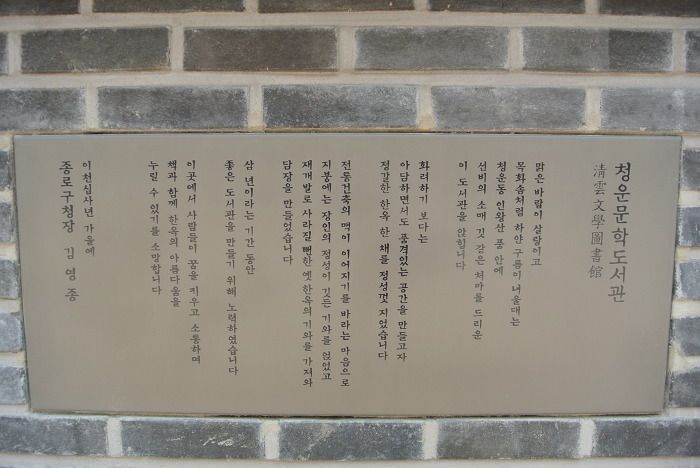 청운문학도서관
清雲文學圖書館
맑은 바람이 살랑이고
목화솜처럼 하얀 구름이 너울대는
청운동 인왕산 품 안에
선비의 소매 깃 같은 처마를 드리운
이 도서관을 앉힙니다
화려하기 보다는
아담하면서도 품격있는 공간을 만들고자
정갈한 한옥 한 채를 정성껏 지었습니다
전통건축의 맥이 이어지기를 바라는 마음으로
지붕에는 장인의 정성이 깃든 기와를 얹었고
재개발로 사라질 뻔한 옛 한옥의 기와를 가져와
담장을 만들었습니다
삼 년이라는 기간 동안
좋은 도서관을 만들기 위해 노력하였습니다
이곳에서 사람들이 꿈을 키우고 소통하며
책과 함께 한옥의 아름다움을
누릴 수 있기를 소망합니다
이천십사년 가을에
종로구청장 김영종